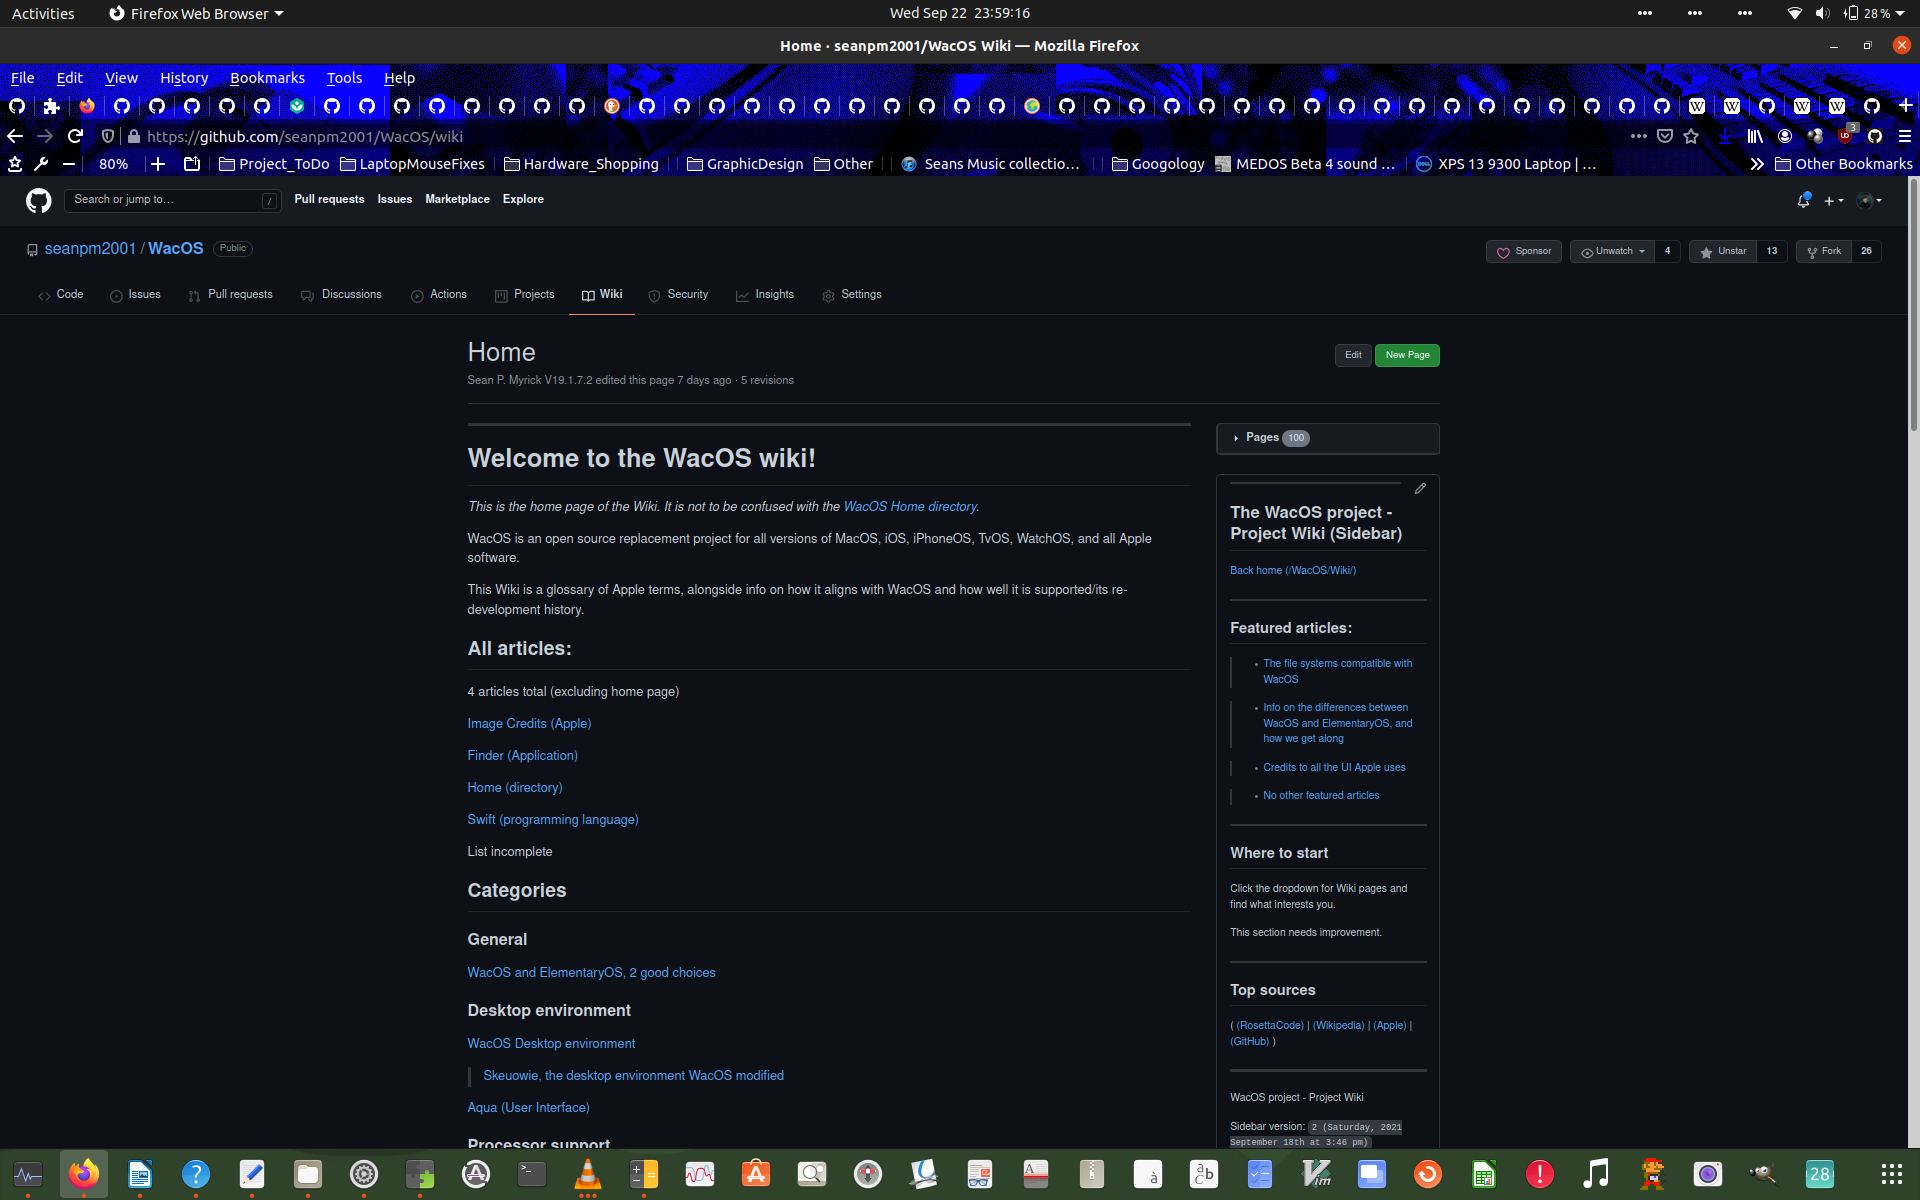 Activities
Firefox Web Browser
Wed Sep 22  23:59:16
28 %
Home · seanpm2001/WacOS Wiki — Mozilla Firefox
File Edit View History Bookmarks Tools Help
https://github.com/seanpm2001/WacOS/wiki
3
80%
Project_ToDo
LaptopMouseFixes
Hardware_Shopping
GraphicDesign
Other
Seans Music collectio…
Googology
MEDOS Beta 4 sound …
XPS 13 9300 Laptop | …
Other Bookmarks
Search or jump to…
/
Pull requests Issues Marketplace Explore
seanpm2001 / WacOS Public
Sponsor
Unwatch 4
Unstar 13
Fork 26
Code Issues Pull requests Discussions Actions Projects Wiki Security Insights Settings
Home
Edit
New Page
Sean P. Myrick V19.1.7.2 edited this page 7 days ago · 5 revisions
Welcome to the WacOS wiki!
This is the home page of the Wiki. It is not to be confused with the WacOS Home directory.
WacOS is an open source replacement project for all versions of MacOS, iOS, iPhoneOS, TvOS, WatchOS, and all Apple
software.
This Wiki is a glossary of Apple terms, alongside info on how it aligns with WacOS and how well it is supported/its re-
development history.
All articles:
4 articles total (excluding home page)
Image Credits (Apple)
Finder (Application)
Home (directory)
Swift (programming language)
List incomplete
Categories
General
WacOS and ElementaryOS, 2 good choices
Desktop environment
WacOS Desktop environment
Skeuowie, the desktop environment WacOS modified
Aqua (User Interface)
Processor support
Pages 100
The WacOS project -
Project Wiki (Sidebar)
Back home (/WacOS/Wiki/)
Featured articles:
• The file systems compatible with
WacOS
• Info on the differences between
WacOS and ElementaryOS, and
how we get along
• Credits to all the UI Apple uses
• No other featured articles
Where to start
Click the dropdown for Wiki pages and
find what interests you.
This section needs improvement.
Top sources
( (RosettaCode) | (Wikipedia) | (Apple) |
(GitHub) )
WacOS project - Project Wiki
Sidebar version: 2 (Saturday, 2021
September 18th at 3:46 pm)
28